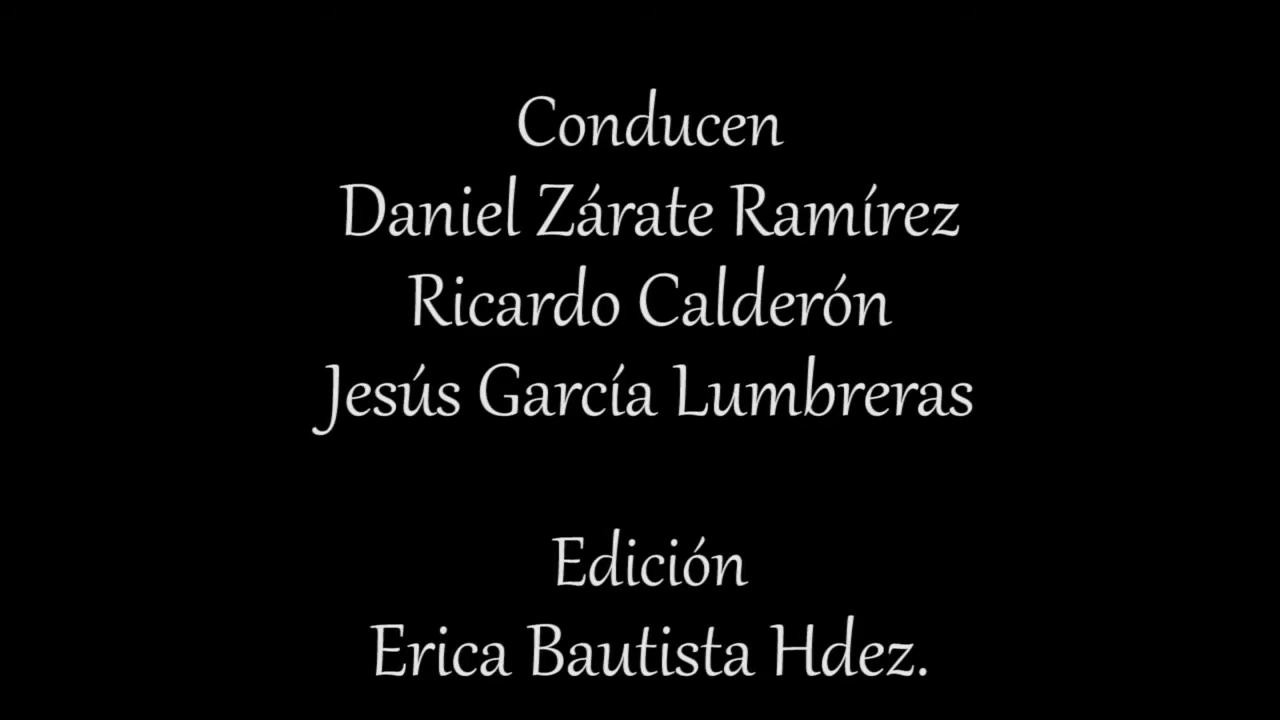 Conducen
Daniel Zárate Ramírez
Ricardo Calderón
Jesús García Lumbreras
Edición
Erica Bautista Hdez.